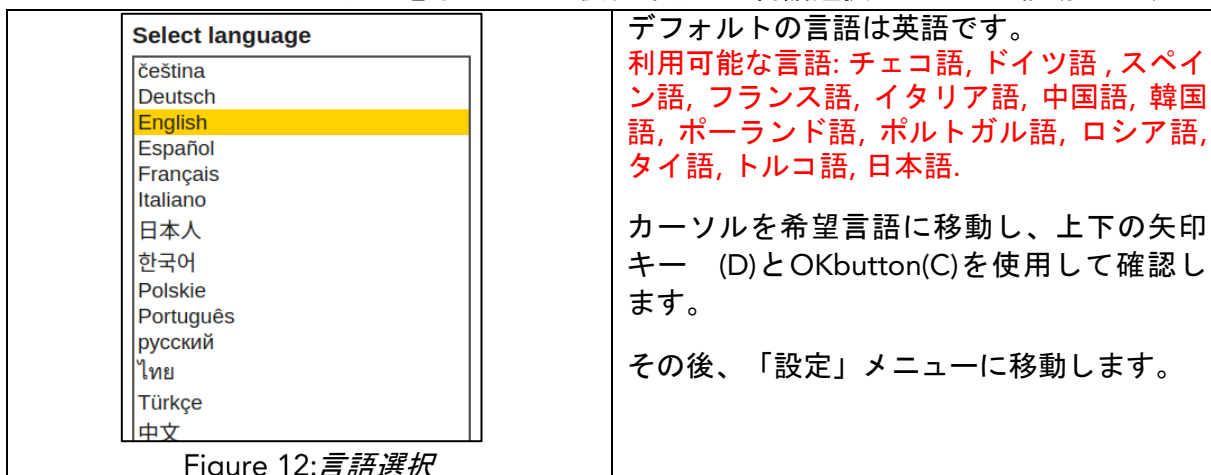 Select language
čeština
Deutsch
English
Español
Français
Italiano
日本人
한국어
Polskie
Português
русский
ไทย
Türkçe
中文
Figure 12:言語選択
デフォルトの言語は英語です。
利用可能な言語: チェコ語, ドイツ語 , スペイ
ン語, フランス語, イタリア語, 中国語, 韓国
語, ポーランド語, ポルトガル語, ロシア語,
タイ語, トルコ語, 日本語.
カーソルを希望言語に移動し、上下の矢印
キー (D)とOKbutton(C)を使用して確認し
ます。
その後、「設定」メニューに移動します。